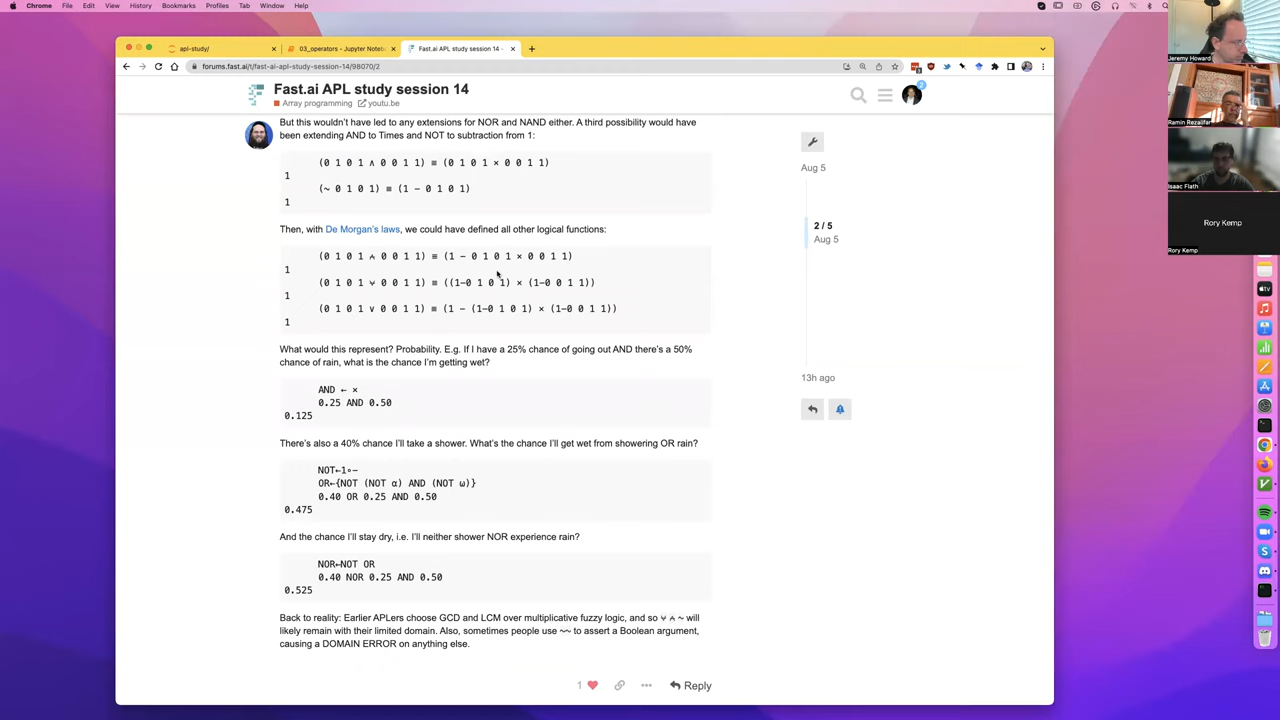 Chrome File Edit View History Bookmarks Profiles Tab Window Help
apl-study/
03_operators - Jupyter Notebo
Fast.ai APL study session 14 -
forums.fast.ai/t/fast-ai-apl-study-session-14/98070/2
Fast.ai APL study session 14
Array programming youtu.be
But this wouldn't have led to any extensions for NOR and NAND either. A third possibility would have
been extending AND to Times and NOT to subtraction from 1:
(0 1 0 1 ∧ 0 0 1 1) ≡ (0 1 0 1 × 0 0 1 1)
1
(~ 0 1 0 1) ≡ (1 - 0 1 0 1)
1
Then, with De Morgan's laws, we could have defined all other logical functions:
(0 1 0 1 ⍲ 0 0 1 1) ≡ (1 - 0 1 0 1 × 0 0 1 1)
1
(0 1 0 1 ⍱ 0 0 1 1) ≡ ((1-0 1 0 1) × (1-0 0 1 1))
1
(0 1 0 1 ∨ 0 0 1 1) ≡ (1 - (1-0 1 0 1) × (1-0 0 1 1))
1
What would this represent? Probability. E.g. If I have a 25% chance of going out AND there's a 50%
chance of rain, what is the chance I'm getting wet?
AND ← ×
0.25 AND 0.50
0.125
There's also a 40% chance I'll take a shower. What's the chance I'll get wet from showering OR rain?
NOT←1∘-
OR←{NOT (NOT ⍺) AND (NOT ⍵)}
0.40 OR 0.25 AND 0.50
0.475
And the chance I'll stay dry, i.e. I'll neither shower NOR experience rain?
NOR←NOT OR
0.40 NOR 0.25 AND 0.50
0.525
Back to reality: Earlier APLers choose GCD and LCM over multiplicative fuzzy logic, and so ⍱ ⍲ ~ will
likely remain with their limited domain. Also, sometimes people use ~~ to assert a Boolean argument,
causing a DOMAIN ERROR on anything else.
1
Reply
Aug 5
2 / 5
Aug 5
13h ago
Jeremy Howard
Ramin Rezaiifar
Isaac Flath
Rory Kemp
Rory Kemp
tv